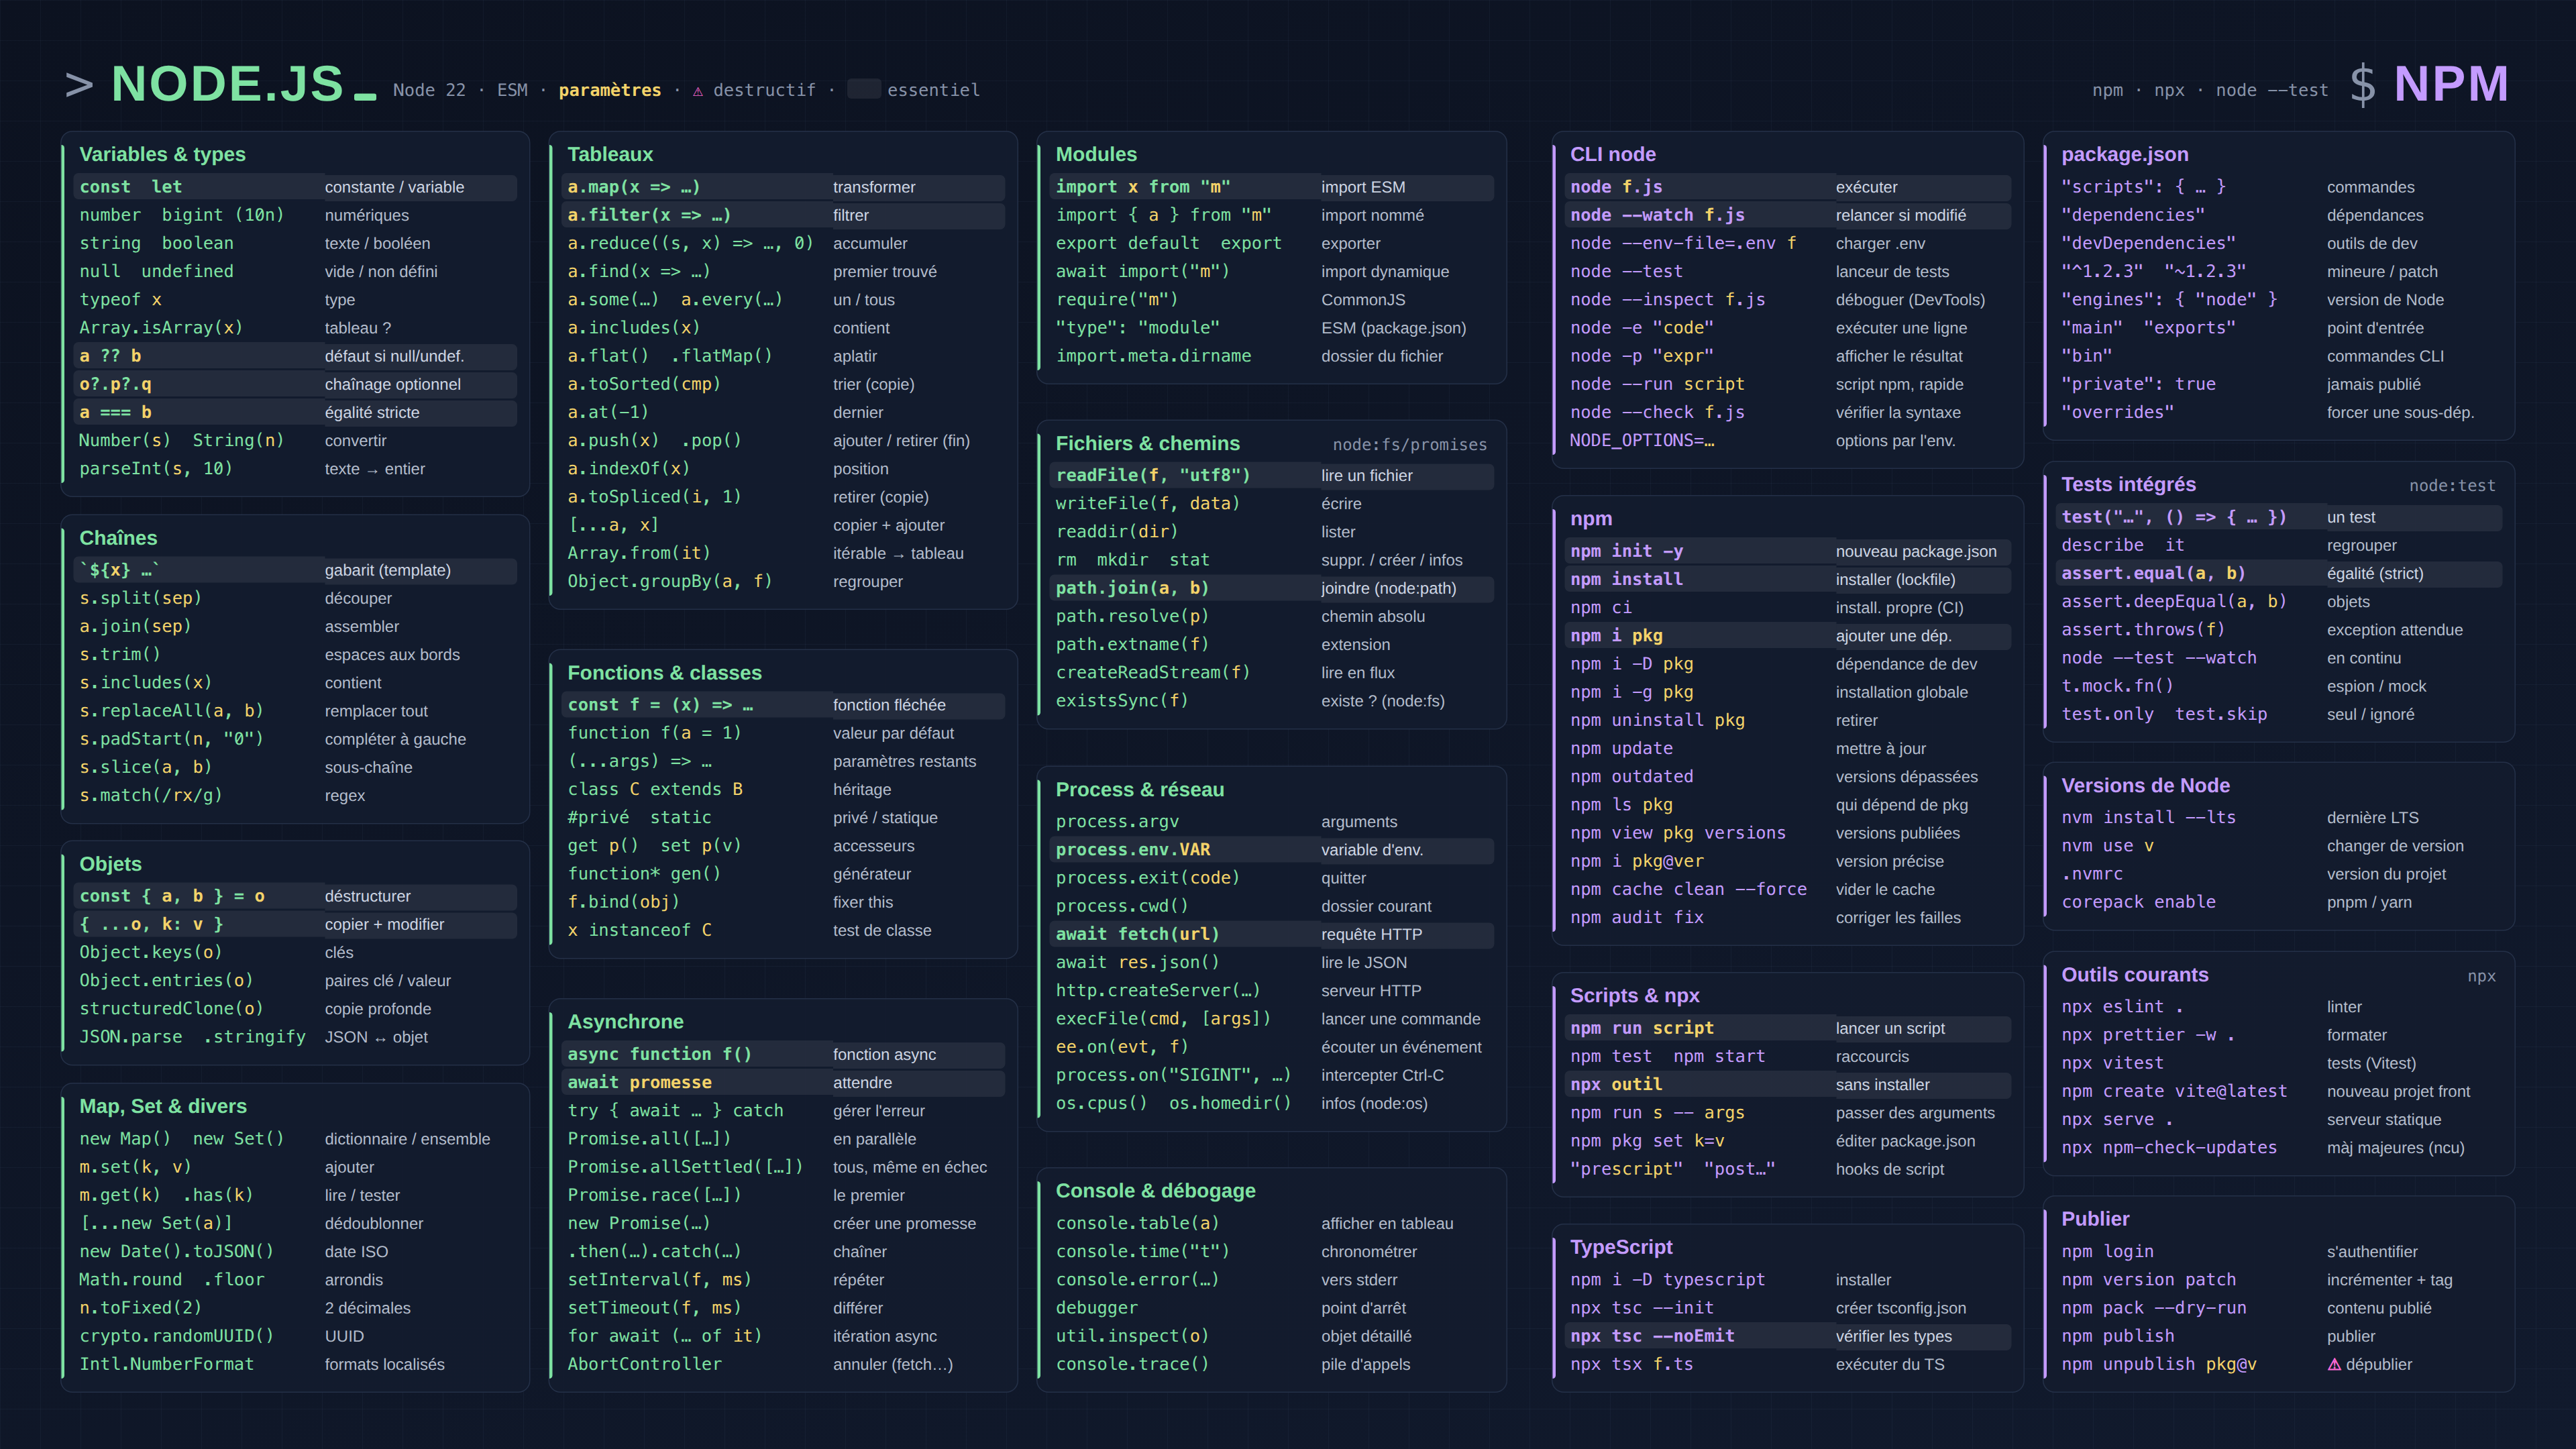 > NODE.JS_ Node 22 · ESM · paramètres · ⚠ destructif · essentiel
npm · npx · node --test $ NPM
Variables & types
const let constante / variable
number bigint (10n) numériques
string boolean texte / booléen
null undefined vide / non défini
typeof x type
Array.isArray(x) tableau ?
a ?? b défaut si null/undef.
o?.p?.q chaînage optionnel
a === b égalité stricte
Number(s) String(n) convertir
parseInt(s, 10) texte → entier
Chaînes
`${x} …` gabarit (template)
s.split(sep) découper
a.join(sep) assembler
s.trim() espaces aux bords
s.includes(x) contient
s.replaceAll(a, b) remplacer tout
s.padStart(n, "0") compléter à gauche
s.slice(a, b) sous-chaîne
s.match(/rx/g) regex
Objets
const { a, b } = o déstructurer
{ ...o, k: v } copier + modifier
Object.keys(o) clés
Object.entries(o) paires clé / valeur
structuredClone(o) copie profonde
JSON.parse .stringify JSON ↔ objet
Map, Set & divers
new Map() new Set() dictionnaire / ensemble
m.set(k, v) ajouter
m.get(k) .has(k) lire / tester
[...new Set(a)] dédoublonner
new Date().toJSON() date ISO
Math.round .floor arrondis
n.toFixed(2) 2 décimales
crypto.randomUUID() UUID
Intl.NumberFormat formats localisés
Tableaux
a.map(x => …) transformer
a.filter(x => …) filtrer
a.reduce((s, x) => …, 0) accumuler
a.find(x => …) premier trouvé
a.some(…) a.every(…) un / tous
a.includes(x) contient
a.flat() .flatMap() aplatir
a.toSorted(cmp) trier (copie)
a.at(-1) dernier
a.push(x) .pop() ajouter / retirer (fin)
a.indexOf(x) position
a.toSpliced(i, 1) retirer (copie)
[...a, x] copier + ajouter
Array.from(it) itérable → tableau
Object.groupBy(a, f) regrouper
Fonctions & classes
const f = (x) => … fonction fléchée
function f(a = 1) valeur par défaut
(...args) => … paramètres restants
class C extends B héritage
#privé static privé / statique
get p() set p(v) accesseurs
function* gen() générateur
f.bind(obj) fixer this
x instanceof C test de classe
Asynchrone
async function f() fonction async
await promesse attendre
try { await … } catch gérer l'erreur
Promise.all([…]) en parallèle
Promise.allSettled([…]) tous, même en échec
Promise.race([…]) le premier
new Promise(…) créer une promesse
.then(…).catch(…) chaîner
setInterval(f, ms) répéter
setTimeout(f, ms) différer
for await (… of it) itération async
AbortController annuler (fetch…)
Modules
import x from "m" import ESM
import { a } from "m" import nommé
export default export exporter
await import("m") import dynamique
require("m") CommonJS
"type": "module" ESM (package.json)
import.meta.dirname dossier du fichier
Fichiers & chemins node:fs/promises
readFile(f, "utf8") lire un fichier
writeFile(f, data) écrire
readdir(dir) lister
rm mkdir stat suppr. / créer / infos
path.join(a, b) joindre (node:path)
path.resolve(p) chemin absolu
path.extname(f) extension
createReadStream(f) lire en flux
existsSync(f) existe ? (node:fs)
Process & réseau
process.argv arguments
process.env.VAR variable d'env.
process.exit(code) quitter
process.cwd() dossier courant
await fetch(url) requête HTTP
await res.json() lire le JSON
http.createServer(…) serveur HTTP
execFile(cmd, [args]) lancer une commande
ee.on(evt, f) écouter un événement
process.on("SIGINT", …) intercepter Ctrl-C
os.cpus() os.homedir() infos (node:os)
Console & débogage
console.table(a) afficher en tableau
console.time("t") chronométrer
console.error(…) vers stderr
debugger point d'arrêt
util.inspect(o) objet détaillé
console.trace() pile d'appels
CLI node
node f.js exécuter
node --watch f.js relancer si modifié
node --env-file=.env f charger .env
node --test lanceur de tests
node --inspect f.js déboguer (DevTools)
node -e "code" exécute une ligne
node -p "expr" afficher le résultat
node --run script script npm, rapide
node --check f.js vérifier la syntaxe
NODE_OPTIONS=… options par l'env.
npm
npm init -y nouveau package.json
npm install installer (lockfile)
npm ci install. propre (CI)
npm i pkg ajouter une dép.
npm i -D pkg dépendance de dev
npm i -g pkg installation globale
npm uninstall pkg retirer
npm update mettre à jour
npm outdated versions dépassées
npm ls pkg qui dépend de pkg
npm view pkg versions versions publiées
npm i pkg@ver version précise
npm cache clean --force vider le cache
npm audit fix corriger les failles
Scripts & npx
npm run script lancer un script
npm test npm start raccourcis
npx outil sans installer
npm run s -- args passer des arguments
npm pkg set k=v éditer package.json
"prescript" "post…" hooks de script
TypeScript
npm i -D typescript installer
npx tsc --init créer tsconfig.json
npx tsc --noEmit vérifier les types
npx tsx f.ts exécuter du TS
package.json
"scripts": { … } commandes
"dependencies" dépendances
"devDependencies" outils de dev
"^1.2.3" "~1.2.3" mineure / patch
"engines": { "node" } version de Node
"main" "exports" point d'entrée
"bin" commandes CLI
"private": true jamais publié
"overrides" forcer une sous-dép.
Tests intégrés node:test
test("…", () => { … }) un test
describe it regrouper
assert.equal(a, b) égalité (strict)
assert.deepEqual(a, b) objets
assert.throws(f) exception attendue
node --test --watch en continu
t.mock.fn() espion / mock
test.only test.skip seul / ignoré
Versions de Node
nvm install --lts dernière LTS
nvm use v changer de version
.nvmrc version du projet
corepack enable pnpm / yarn
Outils courants npx
npx eslint . linter
npx prettier -w . formater
npx vitest tests (Vitest)
npm create vite@latest nouveau projet front
npx serve . serveur statique
npx npm-check-updates màj majeures (ncu)
Publier
npm login s'authentifier
npm version patch incrémenter + tag
npm pack --dry-run contenu publié
npm publish publier
npm unpublish pkg@v ⚠ dépublier